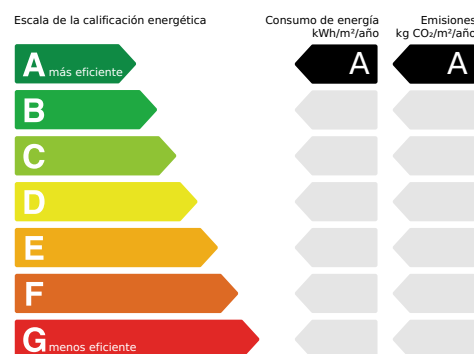 Escala de la calificación energética
Consumo de energía
kWh/m²/año
Emisiones
kg CO₂/m²/año
A más eficiente
A
A
B
C
D
E
F
G menos eficiente